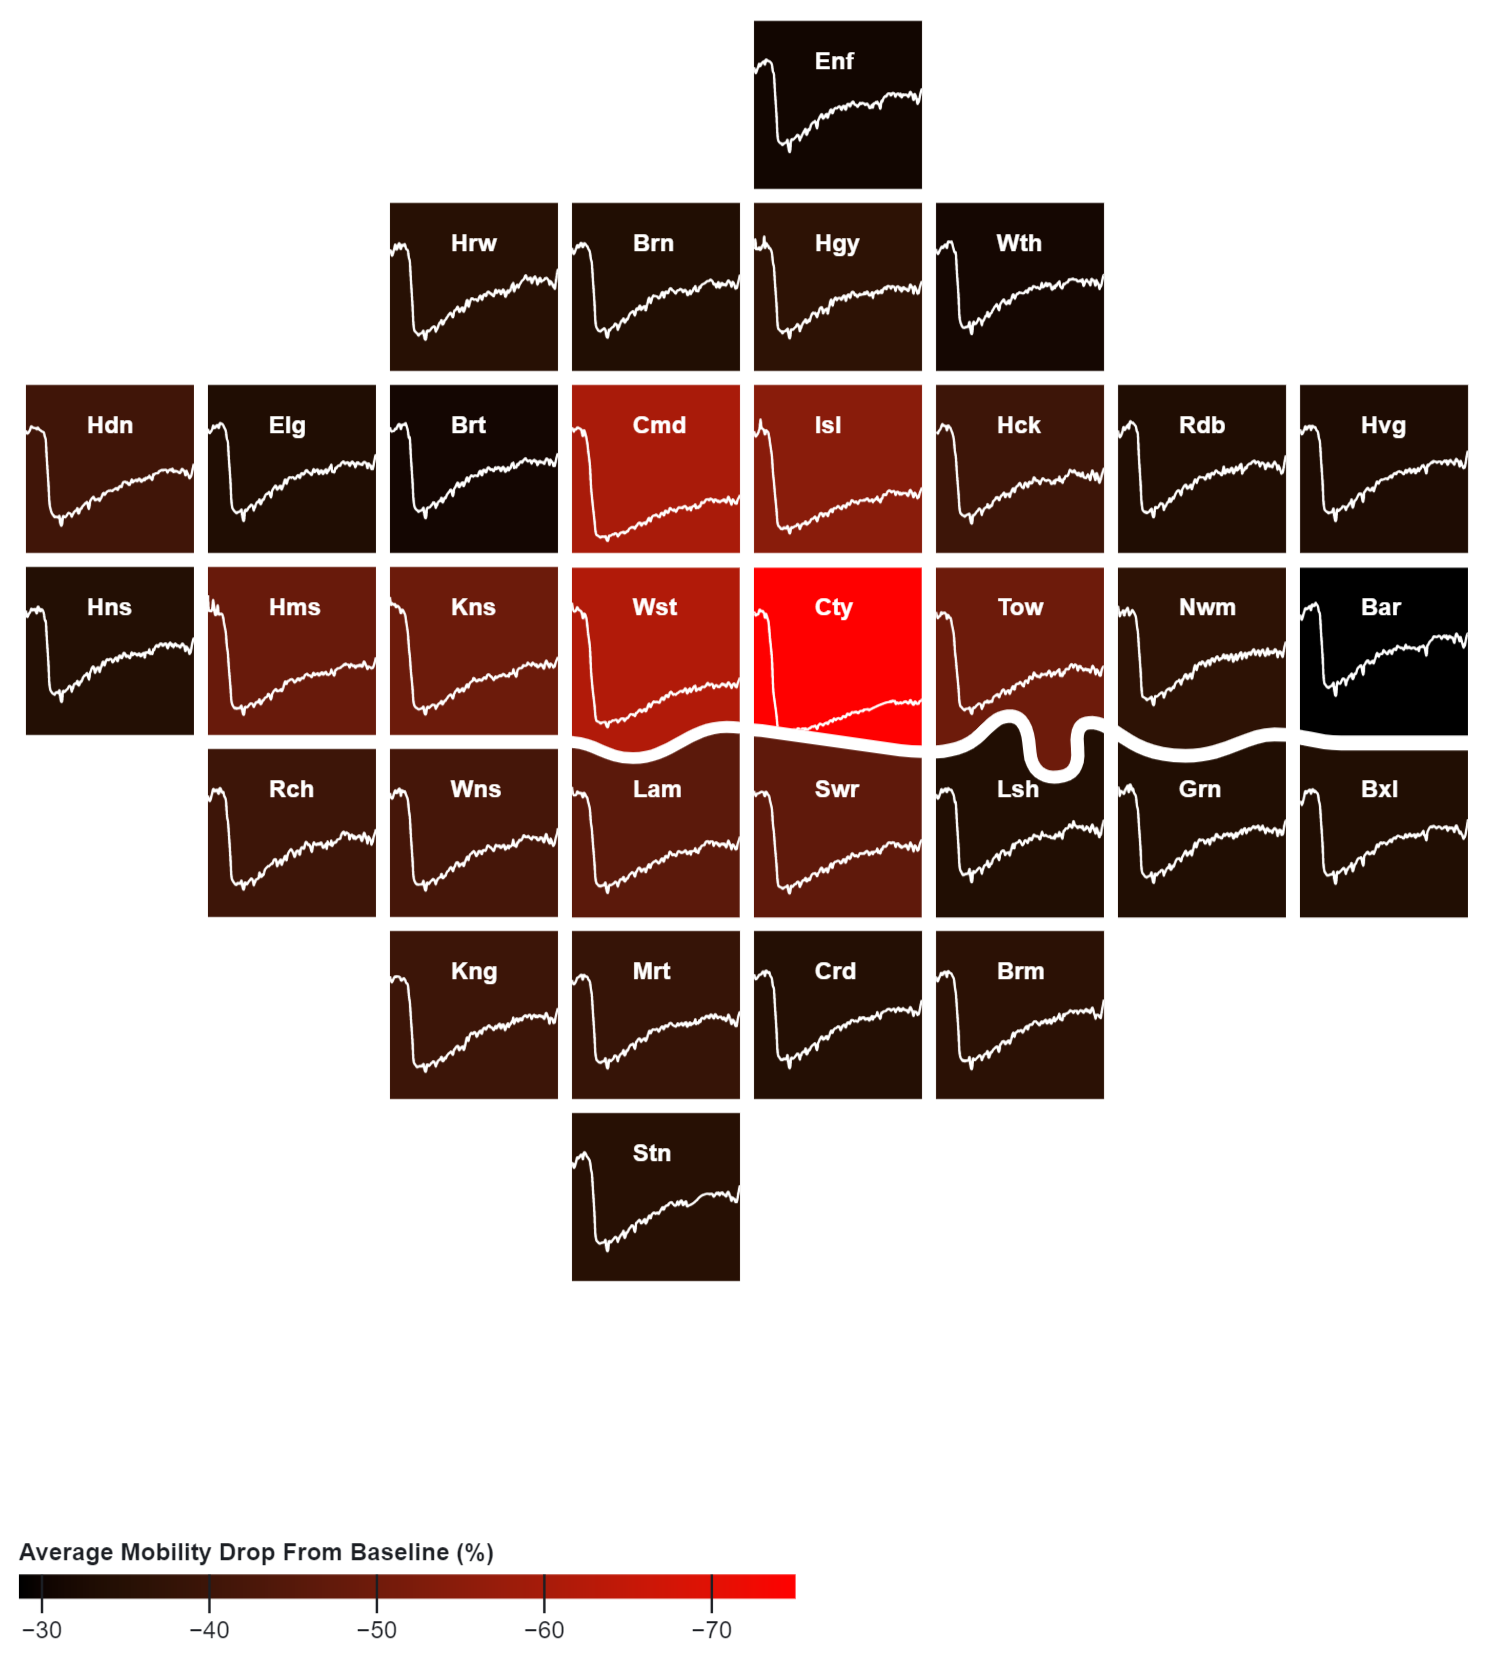 Enf
Hrw Brn Hgy Wth
Hdn Elg Brt Cmd Isl Hck Rdb Hvg
Hns Hms Kns Wst Cty Tow Nwm Bar
Rch Wns Lam Swr Lsh Grn Bxl
Kng Mrt Crd Brm
Stn
Average Mobility Drop From Baseline (%)
−30 −40 −50 −60 −70